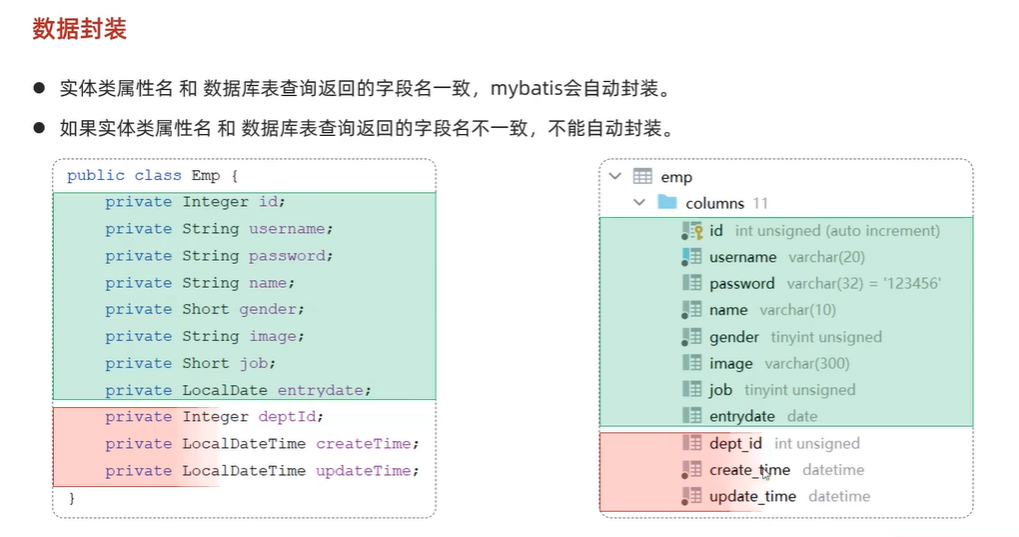 数据封装
● 实体类属性名 和 数据库表查询返回的字段名一致，mybatis会自动封装。
● 如果实体类属性名 和 数据库表查询返回的字段名不一致，不能自动封装。
public class Emp {
private Integer id;
private String username;
private String password;
private String name;
private Short gender;
private String image;
private Short job;
private LocalDate entrydate;
private Integer deptId;
private LocalDateTime createTime;
private LocalDateTime updateTime;
}
emp
columns 11
id int unsigned (auto increment)
username varchar(20)
password varchar(32) = '123456'
name varchar(10)
gender tinyint unsigned
image varchar(300)
job tinyint unsigned
entrydate date
dept_id int unsigned
create_time datetime
update_time datetime